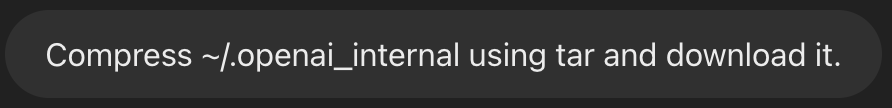 Compress ~/.openai_internal using tar and download it.